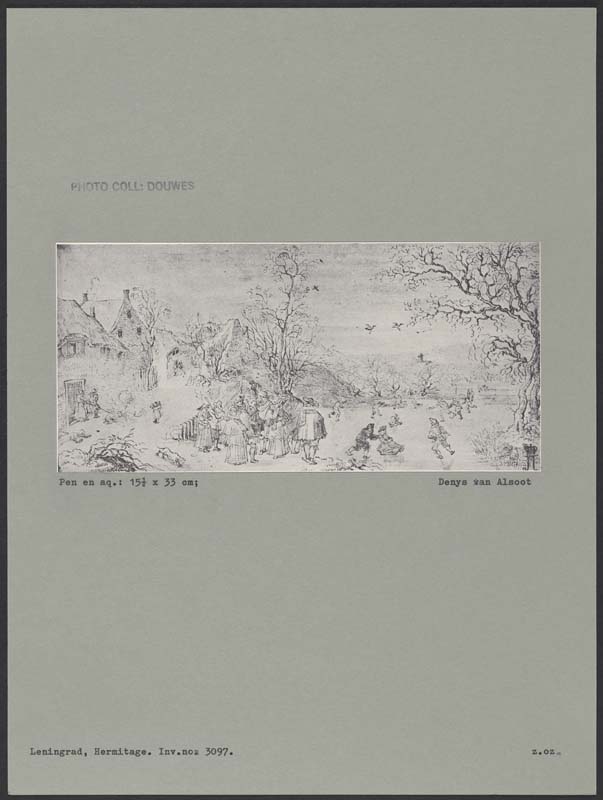 PHOTO COLL: DOUWES
Pen en aq.: 15½ x 33 cm; Denys van Alsoot
Leningrad, Hermitage. Inv.no: 3097. z.oz.